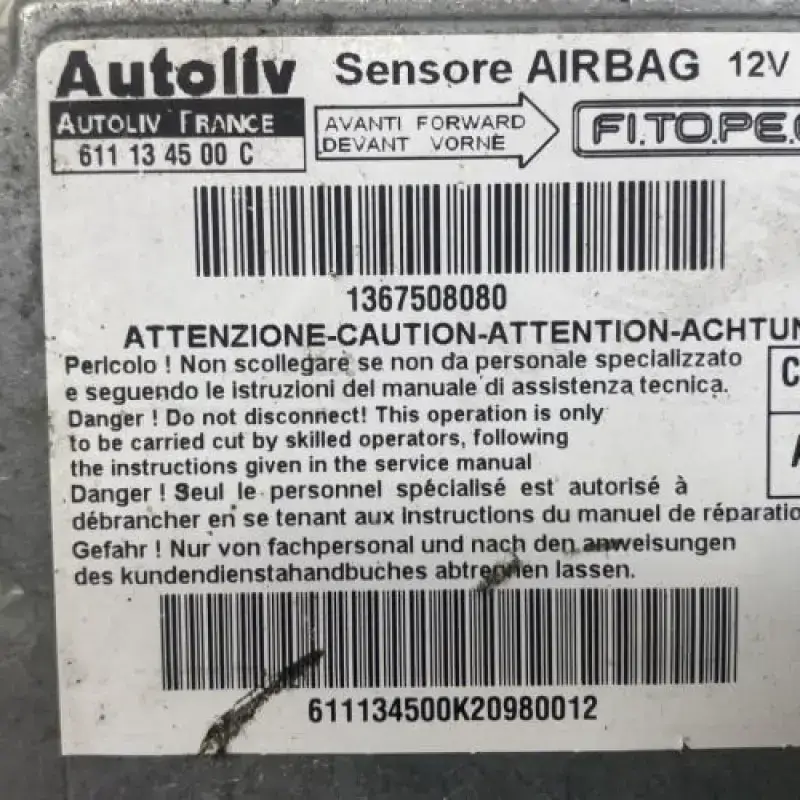 Autoliv Sensore AIRBAG 12V
AUTOLIV FRANCE
611 13 45 00 C
AVANTI FORWARD
DEVANT VORNE
FI.TO.PE.
1367508080
ATTENZIONE-CAUTION-ATTENTION-ACHTUN
Pericolo ! Non scollegare se non da personale specializzato
e seguendo le istruzioni del manuale di assistenza tecnica.
Danger ! Do not disconnect! This operation is only
to be carried cut by skilled operators, following
the instructions given in the service manual
Danger ! Seul le personnel spécialisé est autorisé à
débrancher en se tenant aux instructions du manuel de réparatio
Gefahr ! Nur von fachpersonal und nach den anweisungen
des kundendienstahandbuches abtrennen lassen.
C
A
611134500K20980012